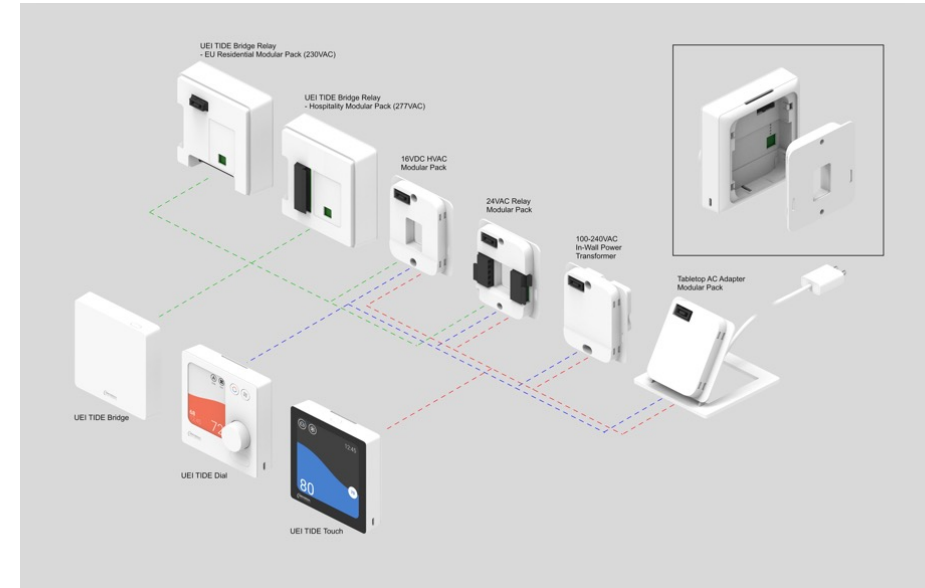 UEI TIDE Bridge Relay
- EU Residential Modular Pack (230VAC)
UEI TIDE Bridge Relay
- Hospitality Modular Pack (277VAC)
16VDC HVAC
Modular Pack
24VAC Relay
Modular Pack
100-240VAC
In-Wall Power
Transformer
Tabletop AC Adapter
Modular Pack
UEI TIDE Bridge
72
UEI TIDE Dial
12:45
80
UEI TIDE Touch